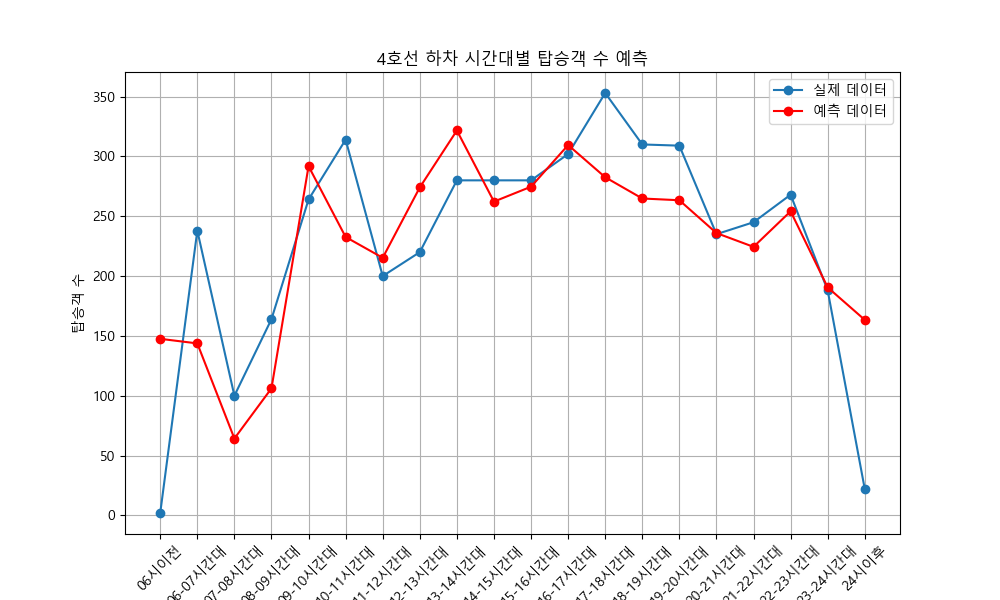 4호선 하차 시간대별 탑승객 수 예측
실제 데이터
예측 데이터
탑승객 수
350
300
250
200
150
100
50
0
06시이전
06-07시간대
07-08시간대
08-09시간대
09-10시간대
10-11시간대
11-12시간대
12-13시간대
13-14시간대
14-15시간대
15-16시간대
16-17시간대
17-18시간대
18-19시간대
19-20시간대
20-21시간대
21-22시간대
22-23시간대
23-24시간대
24시이후